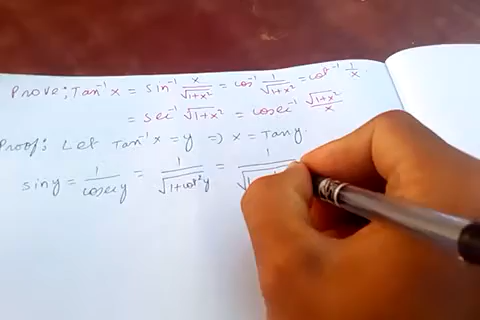 Prove: Tan⁻¹ x = sin⁻¹ x/√(1+x²) = cos⁻¹ 1/√(1+x²) = cot⁻¹ 1/x
= sec⁻¹ √(1+x²) = cosec⁻¹ √(1+x²)/x
Proof: Let Tan⁻¹ x = y => x = Tan y.
sin y = 1/cosec y = 1/√(1+cot² y) = 1/√